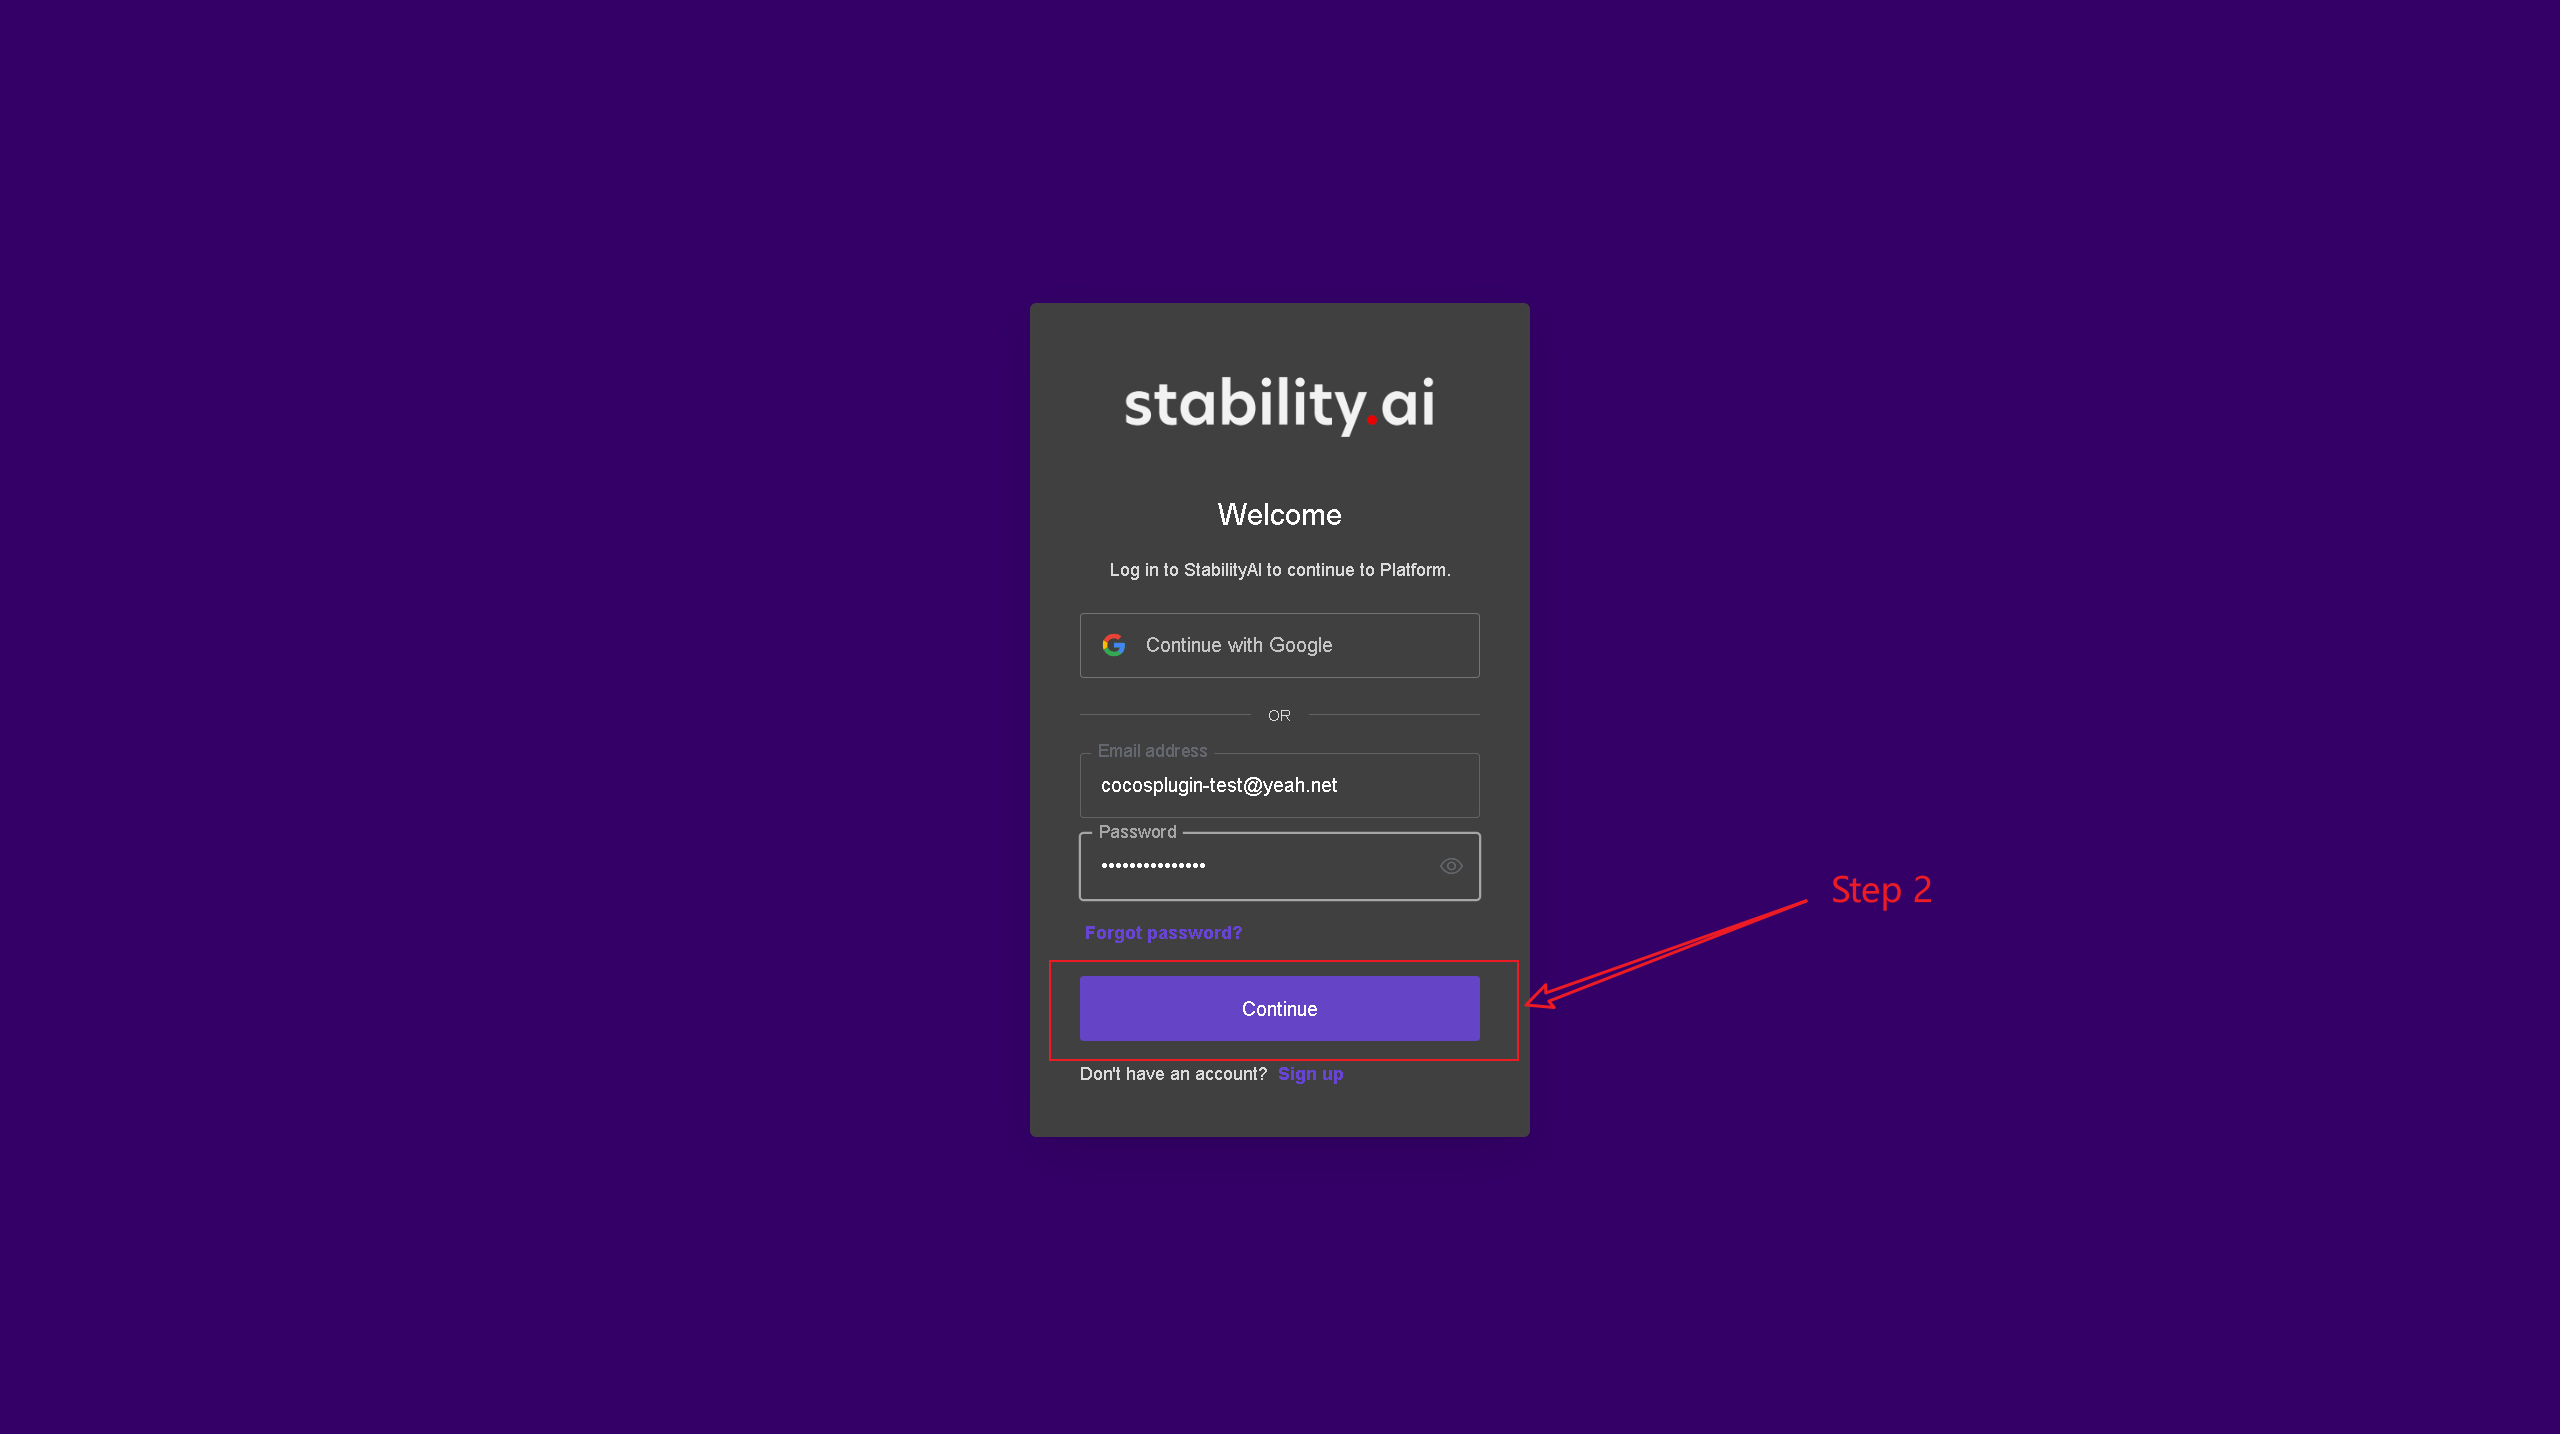 stability.ai
Welcome
Log in to StabilityAI to continue to Platform.
Continue with Google
OR
Email address
cocosplugin-test@yeah.net
Password
•••••••••••••••
Forgot password?
Step 2
Continue
Don't have an account? Sign up